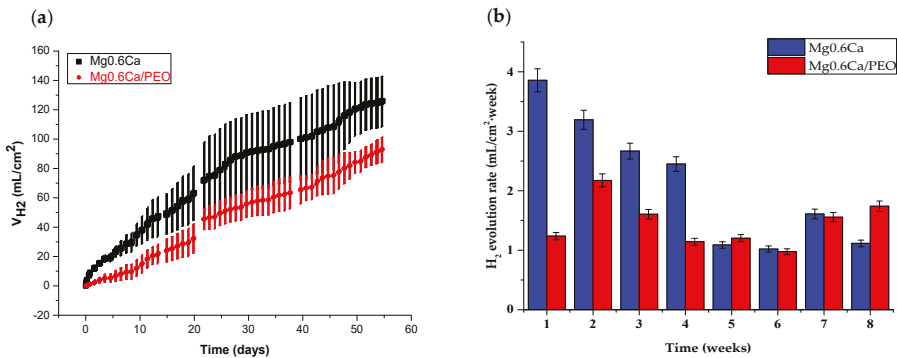 (a)
Mg0.6Ca
Mg0.6Ca/PEO
160
140
120
100
80
60
40
20
0
-20
V_H2 (mL/cm²)
0 10 20 30 40 50 60
Time (days)
(b)
Mg0.6Ca
Mg0.6Ca/PEO
4
3
2
1
0
H₂ evolution rate (mL/cm²·week)
1 2 3 4 5 6 7 8
Time (weeks)